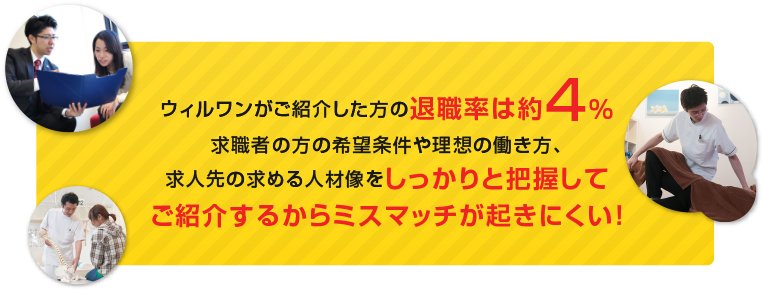 ウィルワンがご紹介した方の退職率は約4%
求職者の方の希望条件や理想の働き方、
求人先の求める人材像をしっかりと把握して
ご紹介するからミスマッチが起きにくい!